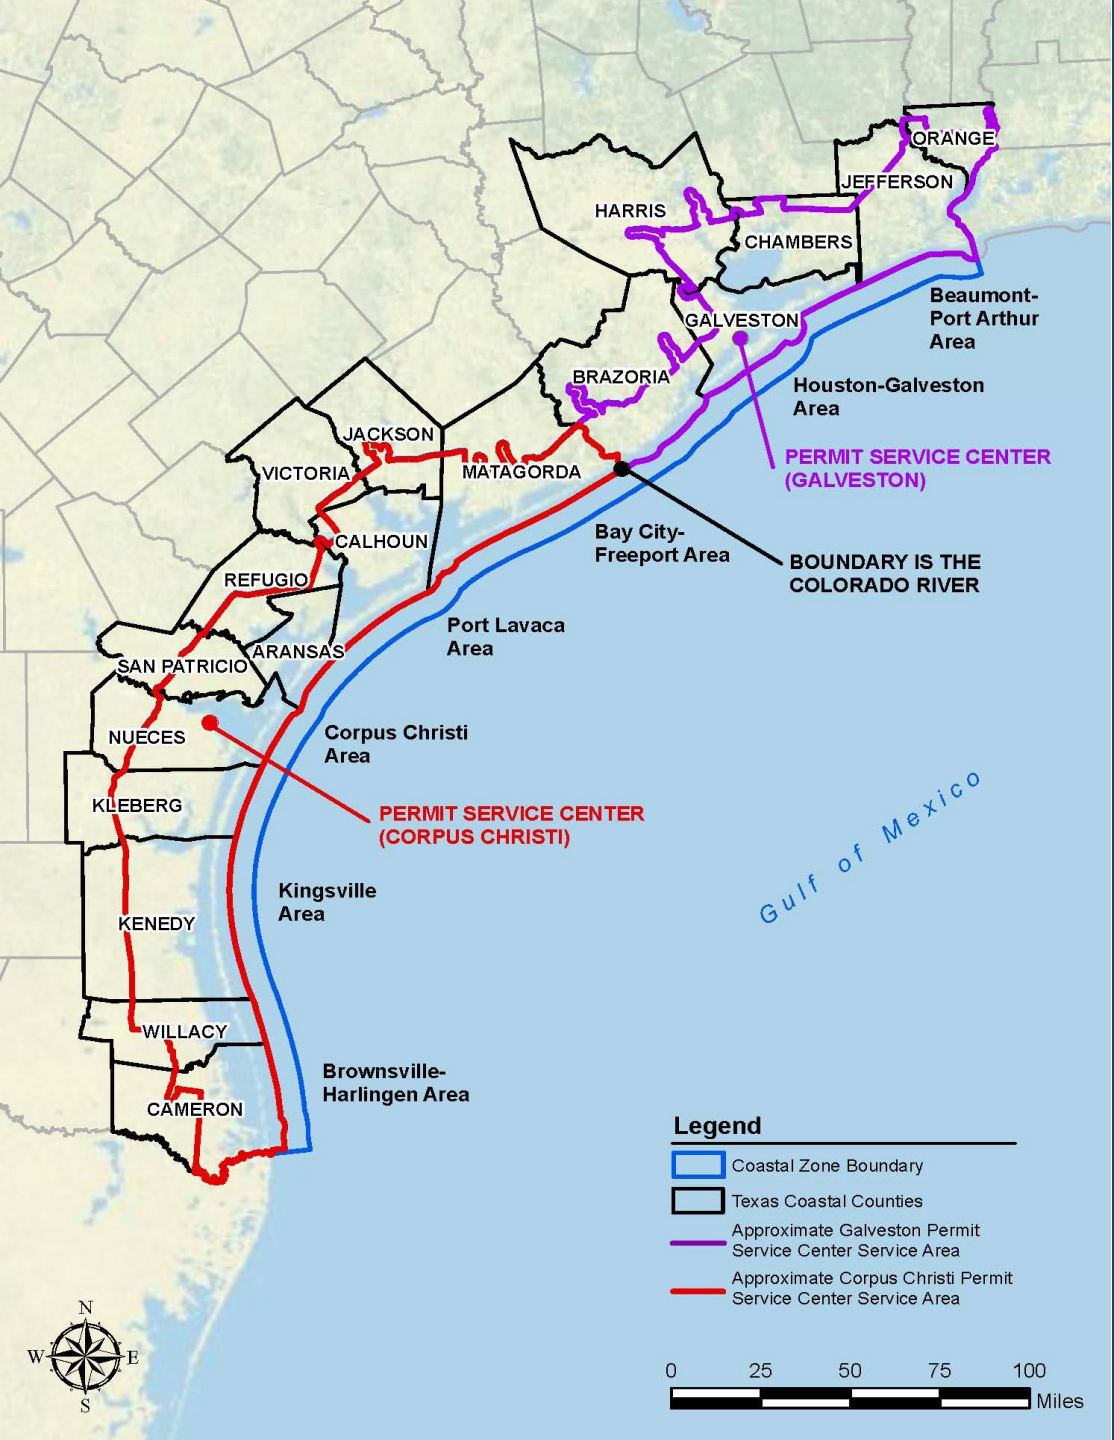 ORANGE
JEFFERSON
HARRIS
CHAMBERS
Beaumont-
Port Arthur
Area
GALVESTON
BRAZORIA
Houston-Galveston
Area
JACKSON
VICTORIA
MATAGORDA
PERMIT SERVICE CENTER
(GALVESTON)
CALHOUN
Bay City-
Freeport Area
BOUNDARY IS THE
COLORADO RIVER
REFUGIO
Port Lavaca
Area
ARANSAS
SAN PATRICIO
NUECES
Corpus Christi
Area
KLEBERG
PERMIT SERVICE CENTER
(CORPUS CHRISTI)
Gulf of Mexico
Kingsville
Area
KENEDY
WILLACY
Brownsville-
Harlingen Area
CAMERON
Legend
Coastal Zone Boundary
Texas Coastal Counties
Approximate Galveston Permit
Service Center Service Area
Approximate Corpus Christi Permit
Service Center Service Area
N
W E
S
0 25 50 75 100
Miles